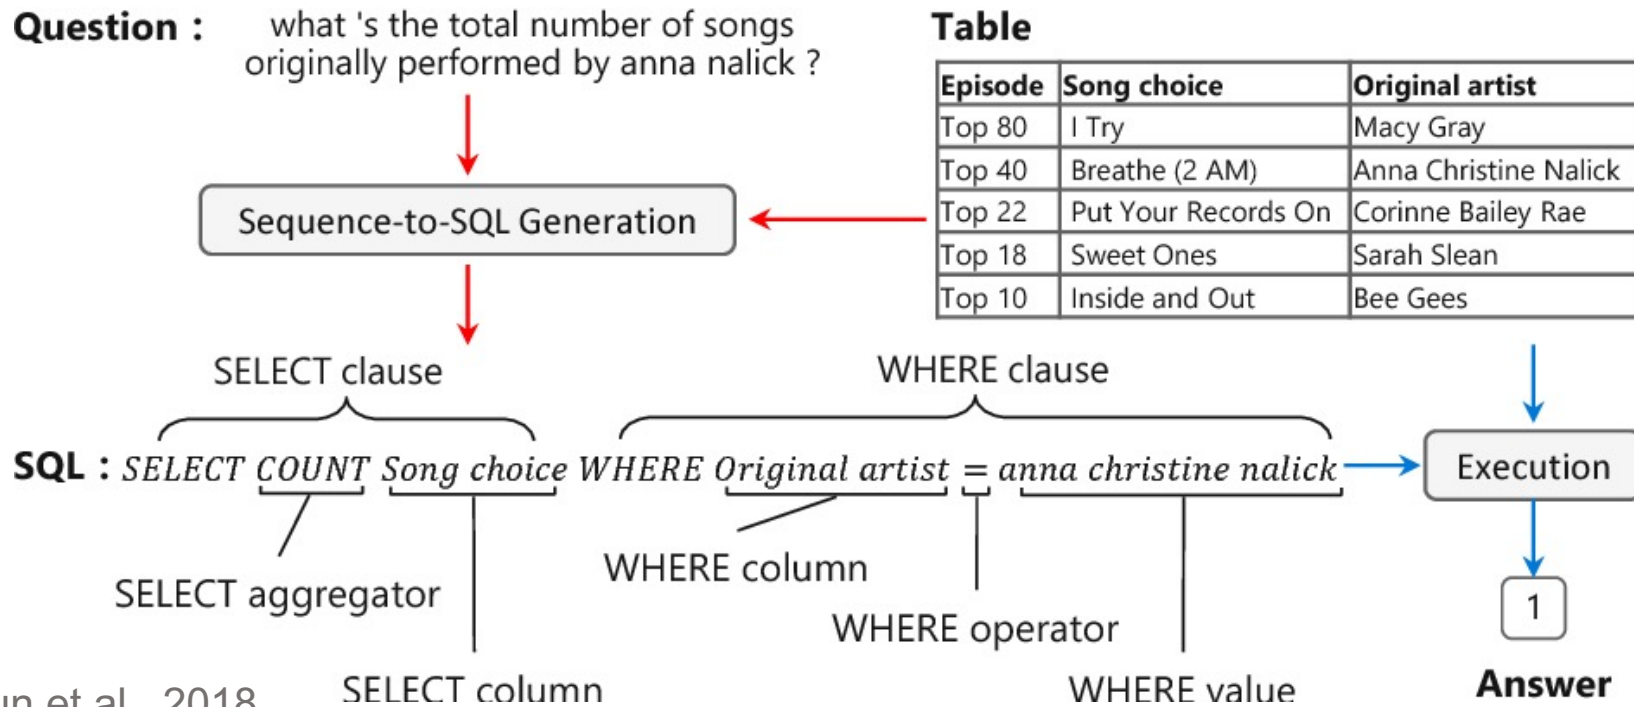 Question :
what 's the total number of songs
originally performed by anna nalick ?
Table
Episode Song choice Original artist
Top 80 I Try Macy Gray
Top 40 Breathe (2 AM) Anna Christine Nalick
Top 22 Put Your Records On Corinne Bailey Rae
Top 18 Sweet Ones Sarah Slean
Top 10 Inside and Out Bee Gees
Sequence-to-SQL Generation
SELECT clause
WHERE clause
SQL : SELECT COUNT Song choice WHERE Original artist = anna christine nalick
Execution
SELECT aggregator
WHERE column
WHERE operator
SELECT column
WHERE value
1
Answer
et al., 2018